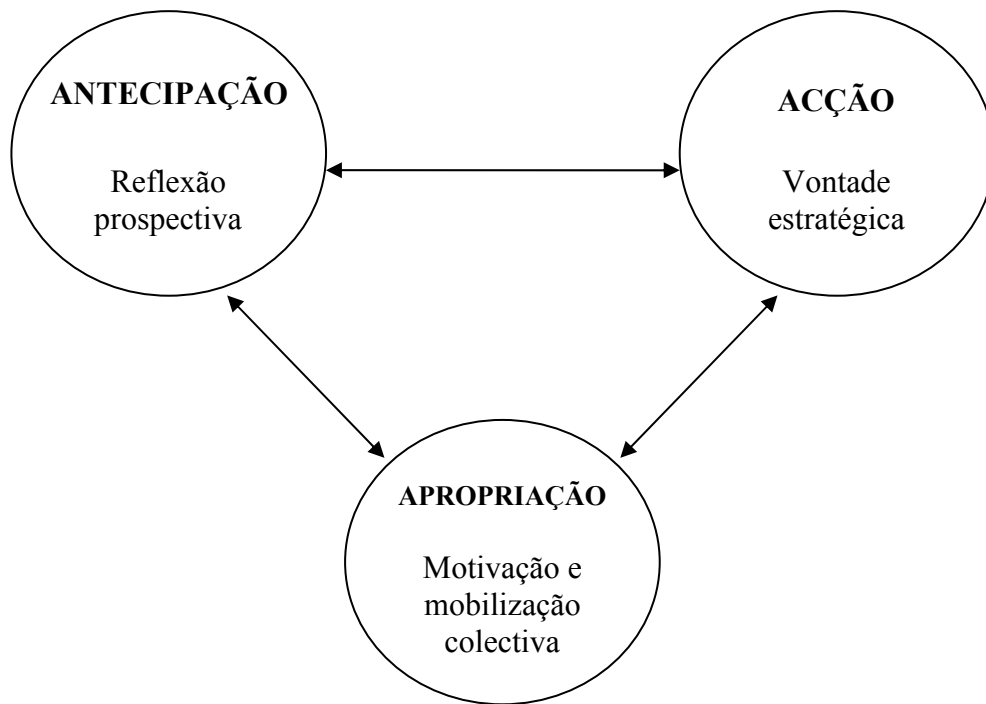 ANTECIPAÇÃO
Reflexão
prospectiva
ACÇÃO
Vontade
estratégica
APROPRIAÇÃO
Motivação e
mobilização
colectiva